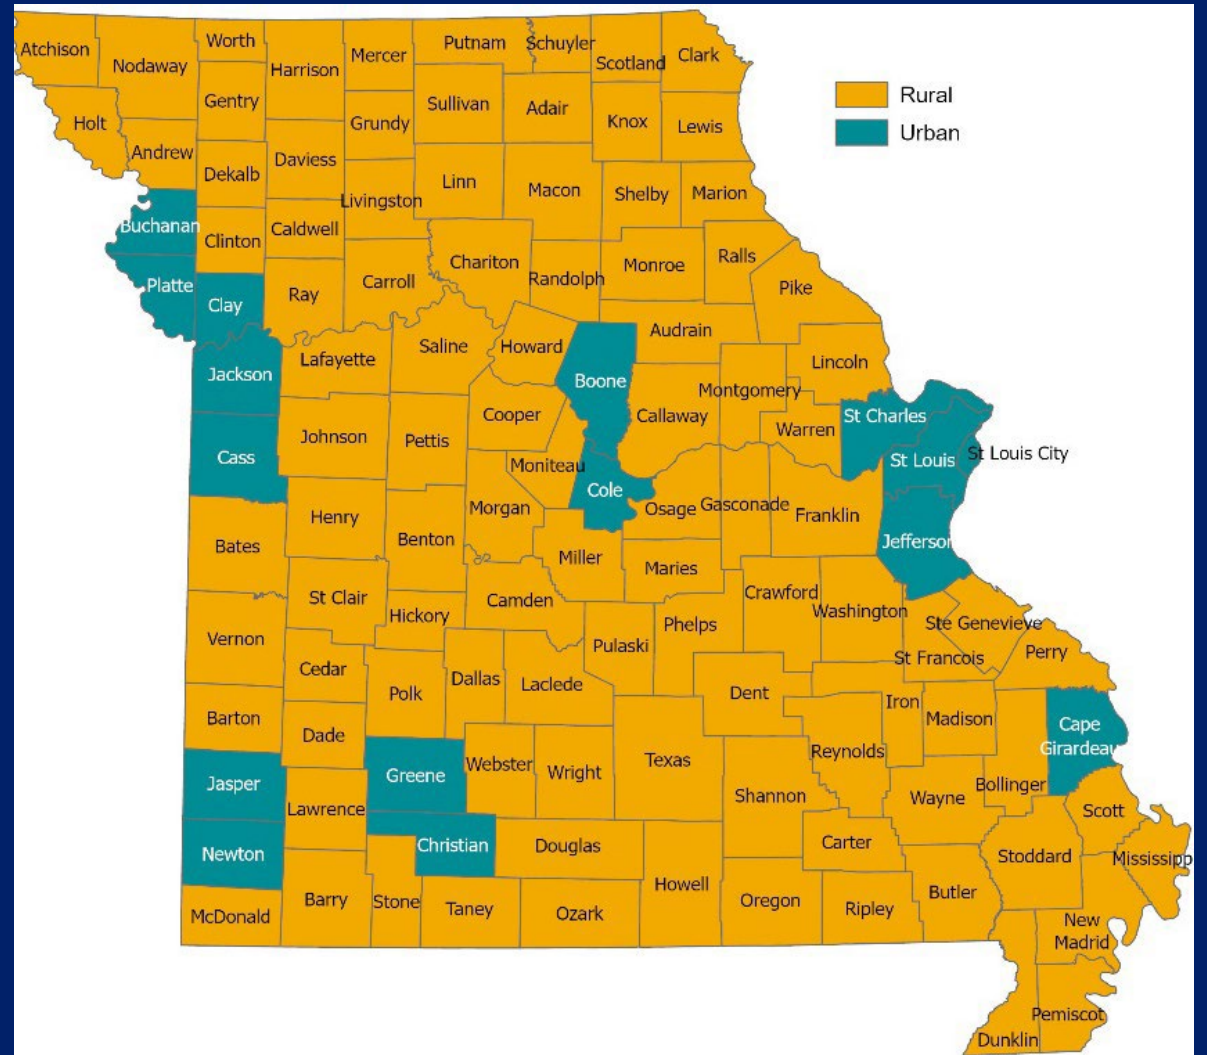 Atchison
Nodaway
Worth
Harrison
Mercer
Putnam
Schuyler
Scotland
Clark
Rural
Urban
Holt
Andrew
Gentry
Dekalb
Daviess
Grundy
Sullivan
Adair
Knox
Lewis
Buchanan
Clinton
Caldwell
Livingston
Linn
Macon
Shelby
Marion
Platte
Clay
Ray
Carroll
Chariton
Randolph
Monroe
Ralls
Pike
Jackson
Lafayette
Saline
Howard
Boone
Audrain
Lincoln
Cass
Johnson
Pettis
Cooper
Callaway
Montgomery
Warren
St Charles
St Louis
St Louis City
Moniteau
Cole
Bates
Henry
Benton
Morgan
Miller
Osage
Gasconade
Franklin
Jefferson
Vernon
St Clair
Hickory
Camden
Maries
Pulaski
Phelps
Crawford
Washington
Ste Genevieve
St Francois
Perry
Barton
Cedar
Dade
Polk
Dallas
Laclede
Texas
Dent
Reynolds
Iron
Madison
Cape
Girardeau
Jasper
Greene
Webster
Wright
Shannon
Wayne
Bollinger
Scott
Newton
Lawrence
Christian
Douglas
Howell
Carter
Stoddard
Mississippi
McDonald
Barry
Stone
Taney
Ozark
Oregon
Ripley
Butler
New
Madrid
Pemiscot
Dunklin